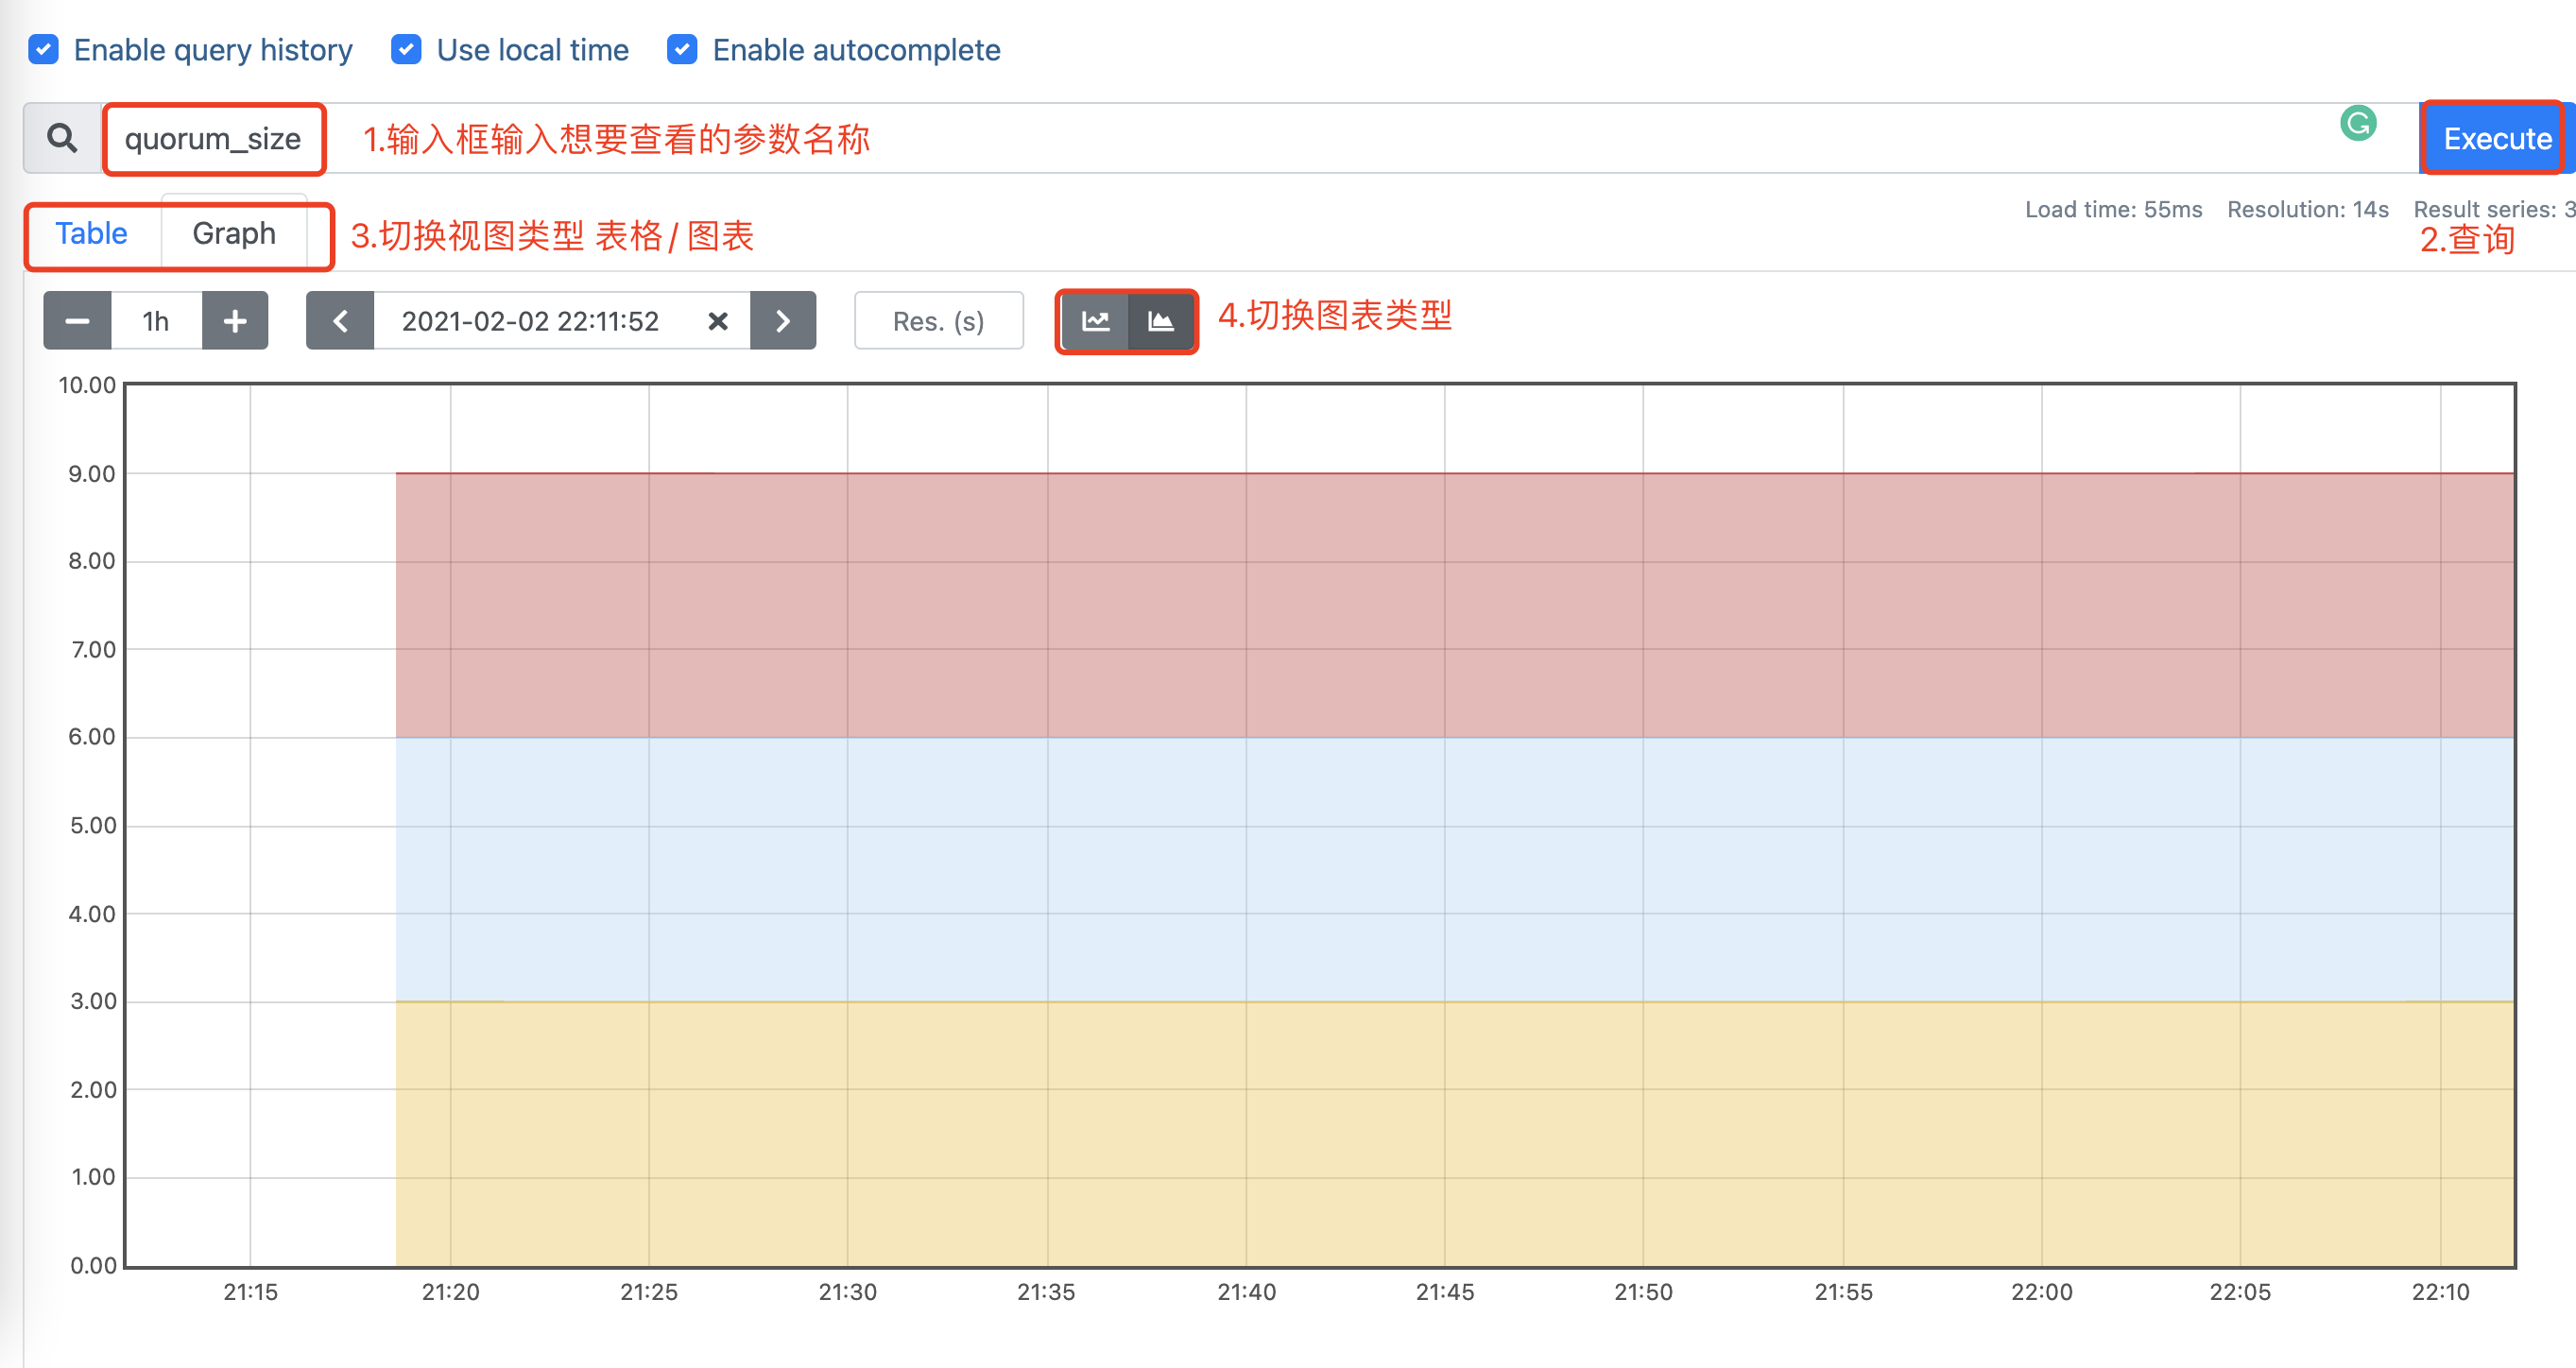 Enable query history Use local time Enable autocomplete
quorum_size 1.输入框输入想要查看的参数名称 Execute
Load time: 55ms Resolution: 14s Result series: 3
Table Graph 3.切换视图类型 表格/图表 2.查询
1h 2021-02-02 22:11:52 Res. (s) 4.切换图表类型
10.00
9.00
8.00
7.00
6.00
5.00
4.00
3.00
2.00
1.00
0.00
21:15 21:20 21:25 21:30 21:35 21:40 21:45 21:50 21:55 22:00 22:05 22:10